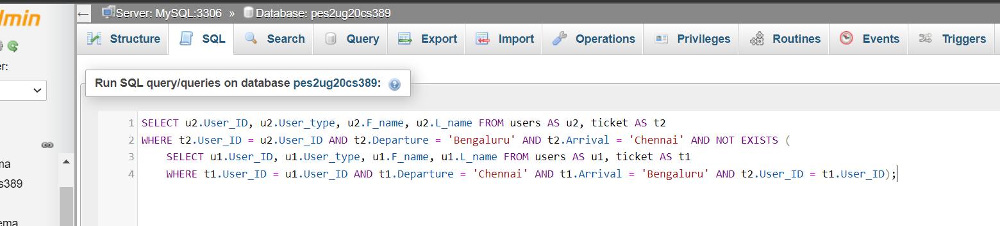 dmin
← Server: MySQL:3306 » Database: pes2ug20cs389
Structure SQL Search Query Export Import Operations Privileges Routines Events Triggers
er:
Run SQL query/queries on database pes2ug20cs389:
1 SELECT u2.User_ID, u2.User_type, u2.F_name, u2.L_name FROM users AS u2, ticket AS t2
2 WHERE t2.User_ID = u2.User_ID AND t2.Departure = 'Bengaluru' AND t2.Arrival = 'Chennai' AND NOT EXISTS (
3 SELECT u1.User_ID, u1.User_type, u1.F_name, u1.L_name FROM users AS u1, ticket AS t1
4 WHERE t1.User_ID = u1.User_ID AND t1.Departure = 'Chennai' AND t1.Arrival = 'Bengaluru' AND t2.User_ID = t1.User_ID);
ma
s389
ema